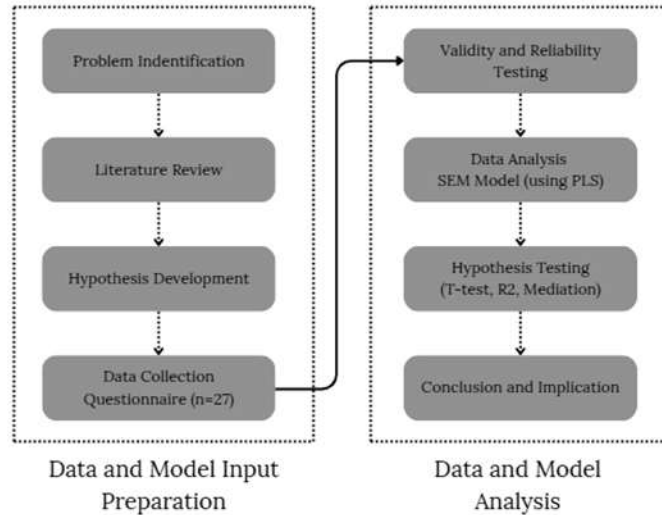 Problem Indentification
Literature Review
Hypothesis Development
Data Collection
Questionnaire (n=27)
Data and Model Input
Preparation
Validity and Reliability
Testing
Data Analysis
SEM Model (using PLS)
Hypothesis Testing
(T-test, R2, Mediation)
Conclusion and Implication
Data and Model
Analysis